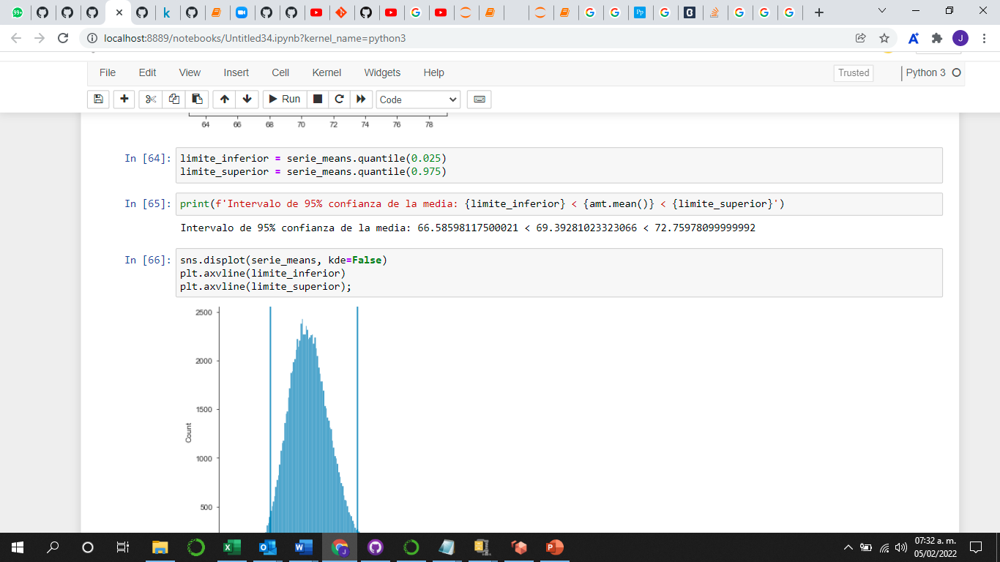 99+
k
Pp
localhost:8889/notebooks/Untitled34.ipynb?kernel_name=python3
A+
J
File Edit View Insert Cell Kernel Widgets Help
Trusted
Python 3
Run
Code
64 66 68 70 72 74 76 78
In [64]:
limite_inferior = serie_means.quantile(0.025)
limite_superior = serie_means.quantile(0.975)
In [65]:
print(f'Intervalo de 95% confianza de la media: {limite_inferior} < {amt.mean()} < {limite_superior}')
Intervalo de 95% confianza de la media: 66.58598117500021 < 69.39281023323066 < 72.75978099999992
In [66]:
sns.displot(serie_means, kde=False)
plt.axvline(limite_inferior)
plt.axvline(limite_superior);
2500
2000
1500
Count
1000
500
07:32 a. m.
05/02/2022